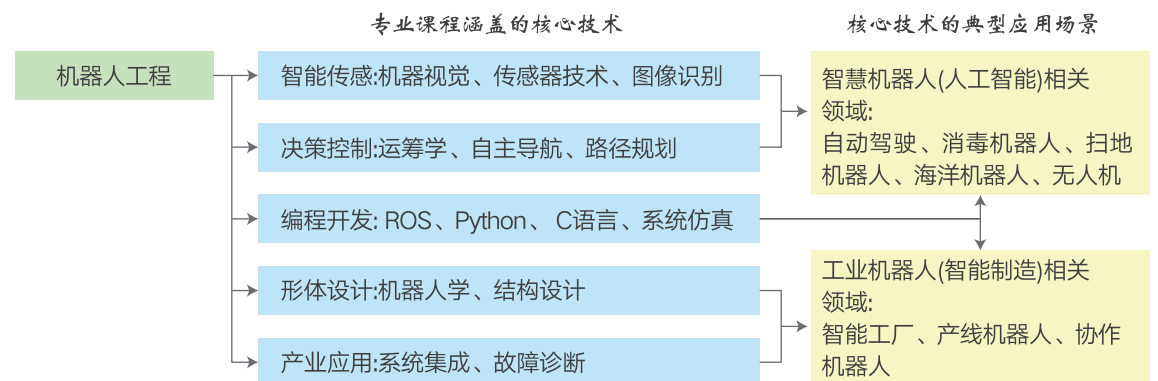 专业课程涵盖的核心技术
核心技术的典型应用场景
机器人工程
智能传感:机器视觉、传感器技术、图像识别
决策控制:运筹学、自主导航、路径规划
编程开发: ROS、Python、 C语言、系统仿真
形体设计:机器人学、结构设计
产业应用:系统集成、故障诊断
智慧机器人(人工智能)相关
领域:
自动驾驶、消毒机器人、扫地
机器人、海洋机器人、无人机
工业机器人(智能制造)相关
领域:
智能工厂、产线机器人、协作
机器人